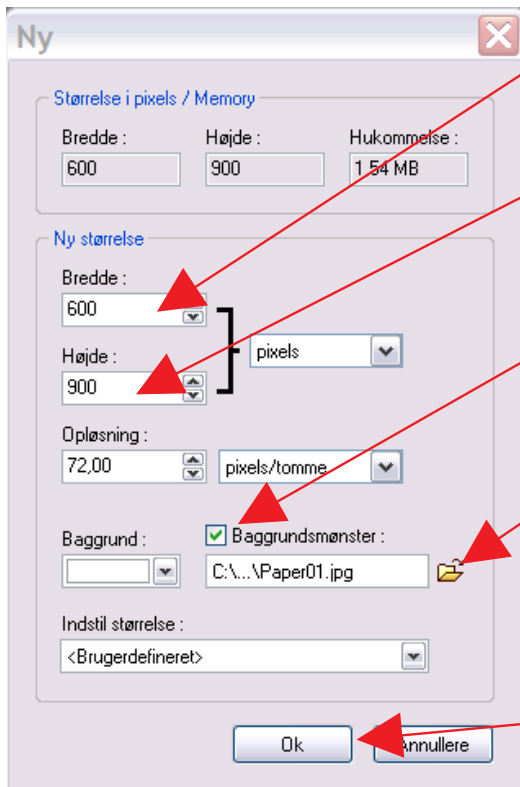 Ny
Størrelse i pixels / Memory
Bredde : Højde : Hukommelse :
600 900 1.54 MB
Ny størrelse
Bredde :
600
pixels
Højde :
900
Opløsning :
72,00 pixels/tomme
Baggrund : Baggrundsmønster :
C:\...\Paper01.jpg
Indstil størrelse :
<Brugerdefineret>
Ok Annullere